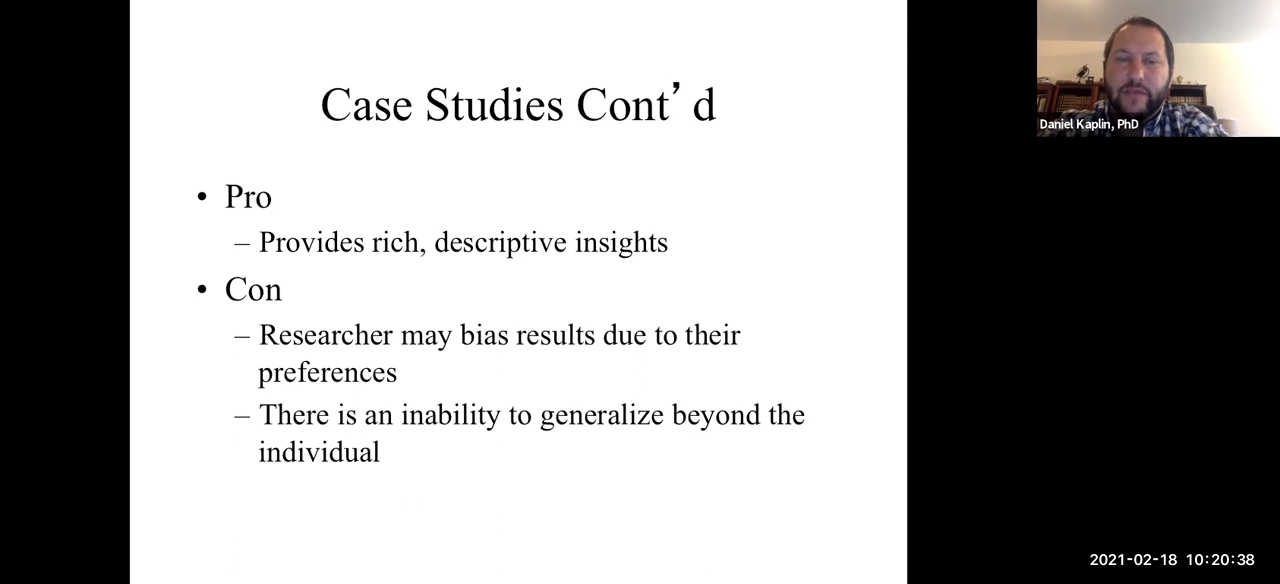 Case Studies Cont’d
• Pro
– Provides rich, descriptive insights
• Con
– Researcher may bias results due to their
preferences
– There is an inability to generalize beyond the
individual
Daniel Kaplin, PhD
2021-02-18 10:20:38